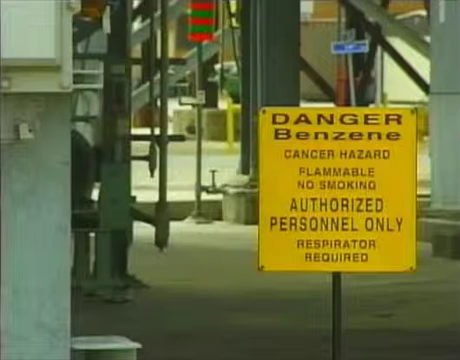 DANGER
Benzene
CANCER HAZARD
FLAMMABLE
NO SMOKING
AUTHORIZED
PERSONNEL ONLY
RESPIRATOR
REQUIRED